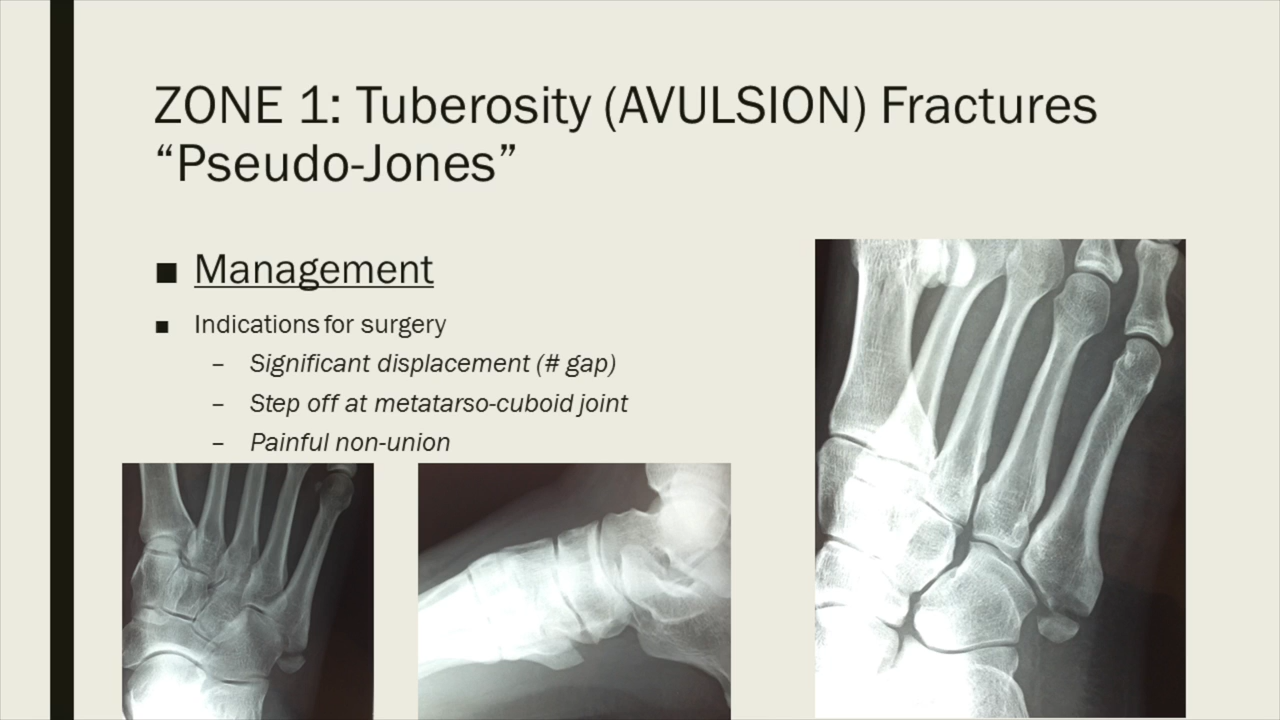 ZONE 1: Tuberosity (AVULSION) Fractures
“Pseudo-Jones”
■ Management
■ Indications for surgery
– Significant displacement (# gap)
– Step off at metatarso-cuboid joint
– Painful non-union